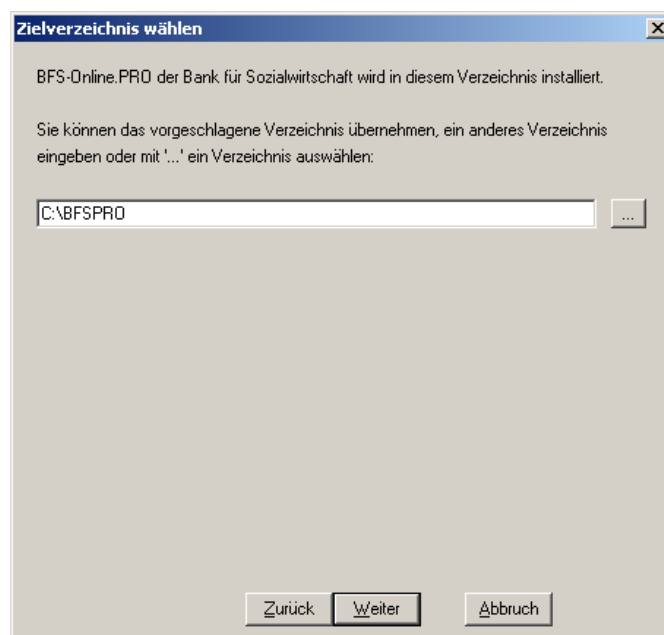 Zielverzeichnis wählen
BFS-Online.PRO der Bank für Sozialwirtschaft wird in diesem Verzeichnis installiert.
Sie können das vorgeschlagene Verzeichnis übernehmen, ein anderes Verzeichnis
eingeben oder mit '...' ein Verzeichnis auswählen:
C:\BFSPRO ...
Zurück Weiter Abbruch